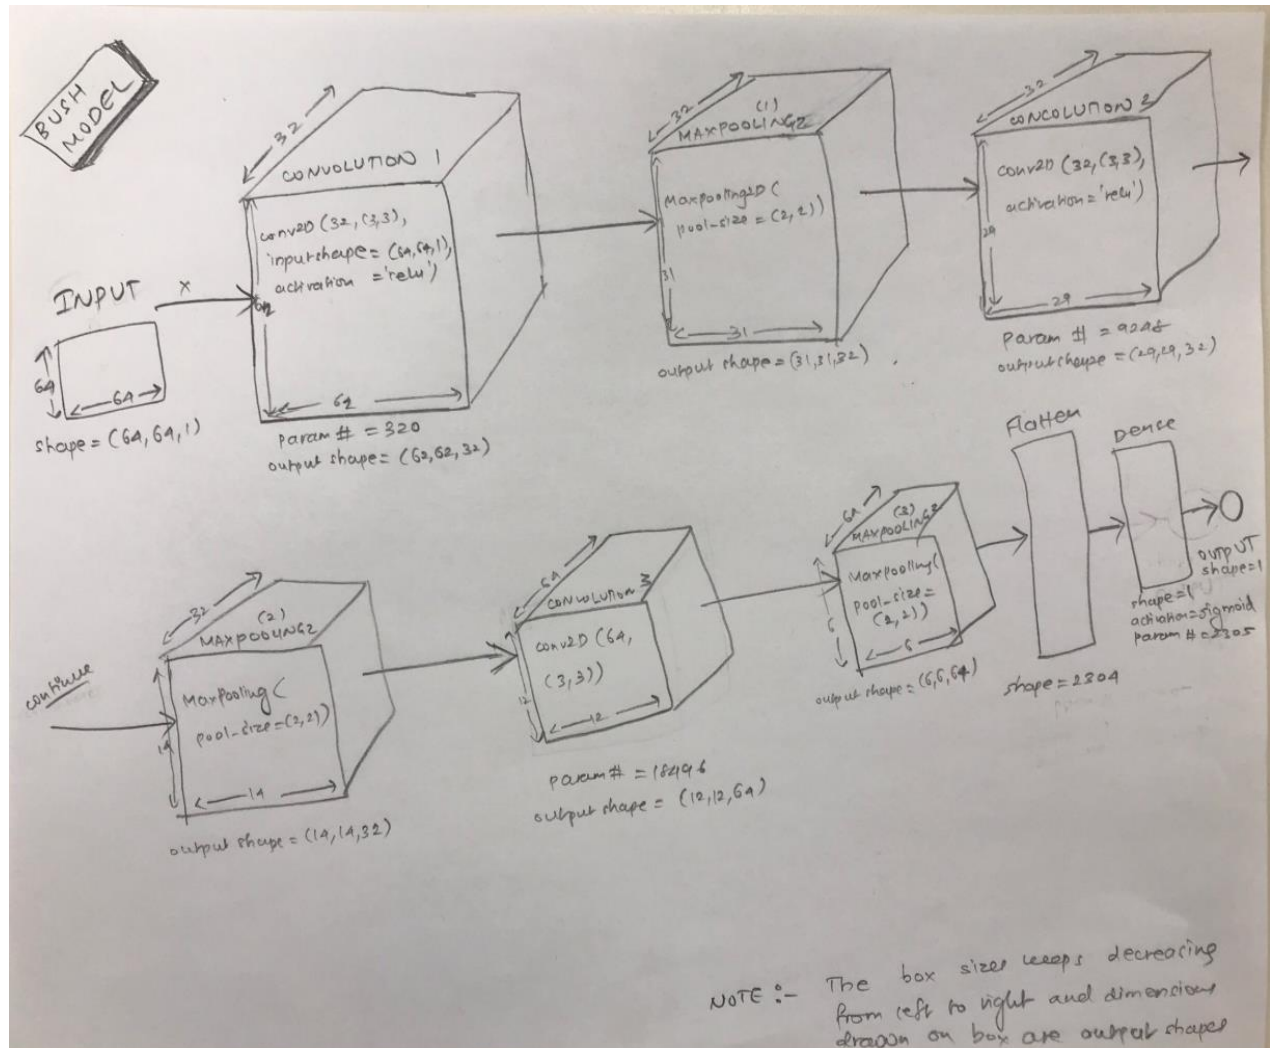 BUSH
MODEL
INPUT
x
64
64
shape = (64,64,1)
32
CONVOLUTION 1
conv2D (32,(3,3),
inputshape = (64,64,1),
activation = 'relu')
62
62
param # = 320
output shape = (62,62,32)
32
(1)
MAXPOOLING2
Maxpooling2D (
pool-size = (2,2))
31
31
output shape = (31,31,32)
32
CONCOLUTION 2
conv2D (32,(3,3),
activation = 'relu')
29
29
param # = 9248
output shape = (29,29,32)
continue
32
(2)
MAXPOOLING2
MaxPooling (
pool-size = (2,2))
14
14
output shape = (14,14,32)
64
CONVOLUTION 3
conv2D (64,
(3,3))
12
12
param # = 18496
output shape = (12,12,64)
64
(3)
MAXPOOLING2
Maxpooling(
pool-size =
(2,2))
6
6
output shape = (6,6,64)
Flatten
shape = 2304
Dense
shape=1
activation=sigmoid
param # = 2305
OUTPUT
shape=1
NOTE :- The box sizes keeps decreasing
from left to right and dimensions
drawn on box are output shapes